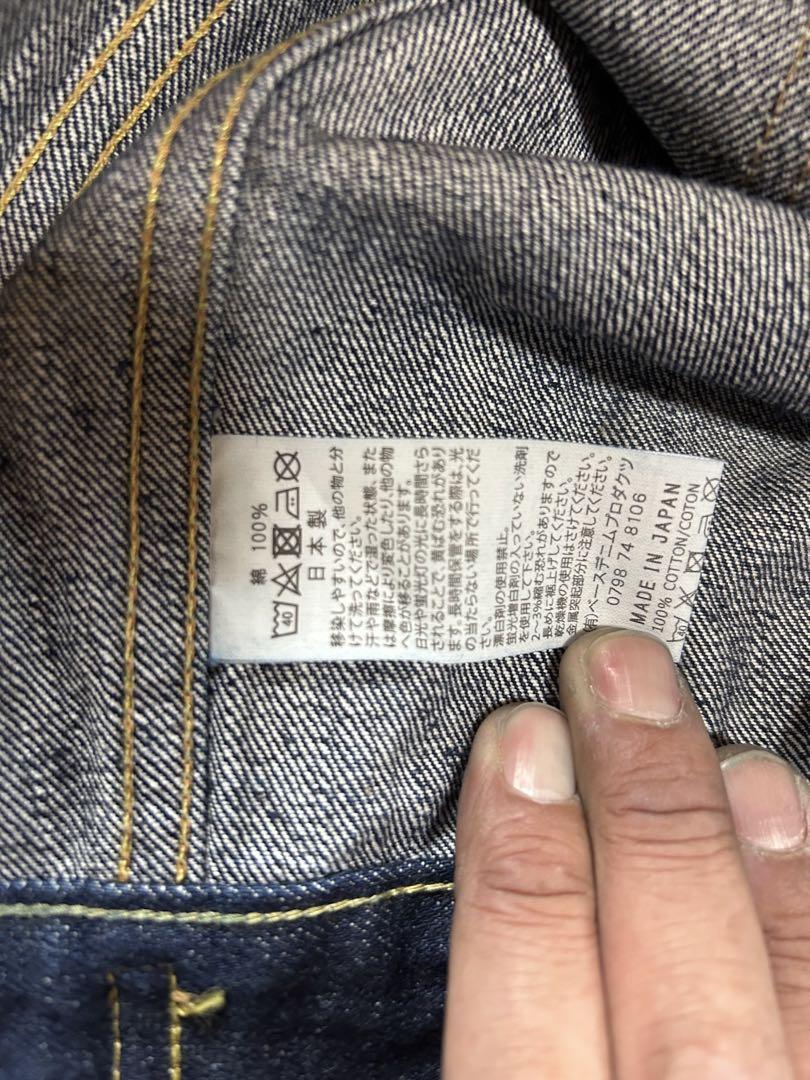 綿 100%
40
日本製
移染しやすいので、他の物と分
けて洗ってください。
汗や雨などで湿った状態、また
は摩擦により変色したり、他の物
へ色が移ることがあります。
日光や蛍光灯の光に長時間さら
されることで、黄ばむ恐れがあり
ます。長時間保管をする際は、光
の当たらない場所で行ってくだ
さい。
漂白剤の使用禁止。
蛍光増白剤の入っていない洗剤
を使用して下さい。
2〜3%縮む恐れがありますので
長めに裾上げしてください。
乾燥機の使用はさけてください。
金属突起部分に注意してください。
(有)ベースデニムプロダクツ
0798 74 8106
MADE IN JAPAN
100% COTTON/COTON